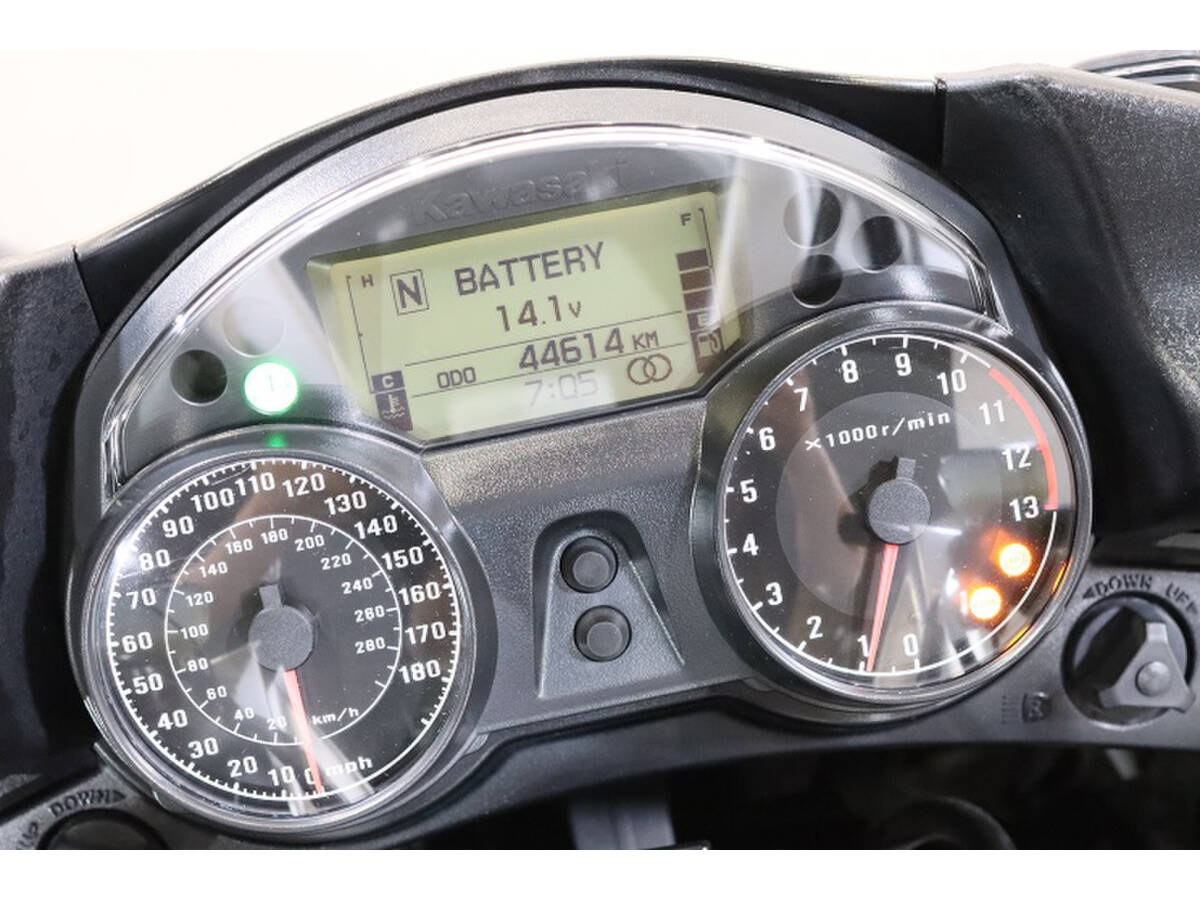 Kawasaki
H
N
BATTERY
F
14.1v
E
ODO 44614 KM
C
7:05
10 20 30 40 50 60 70 80 90 100 110 120 130 140 150 160 170 180
0 mph
20 40 60 80 100 120 140 160 180 200 220 240 260 280
km/h
0 1 2 3 4 5 6 7 8 9 10 11 12 13
×1000r/min
UP DOWN
DOWN UP